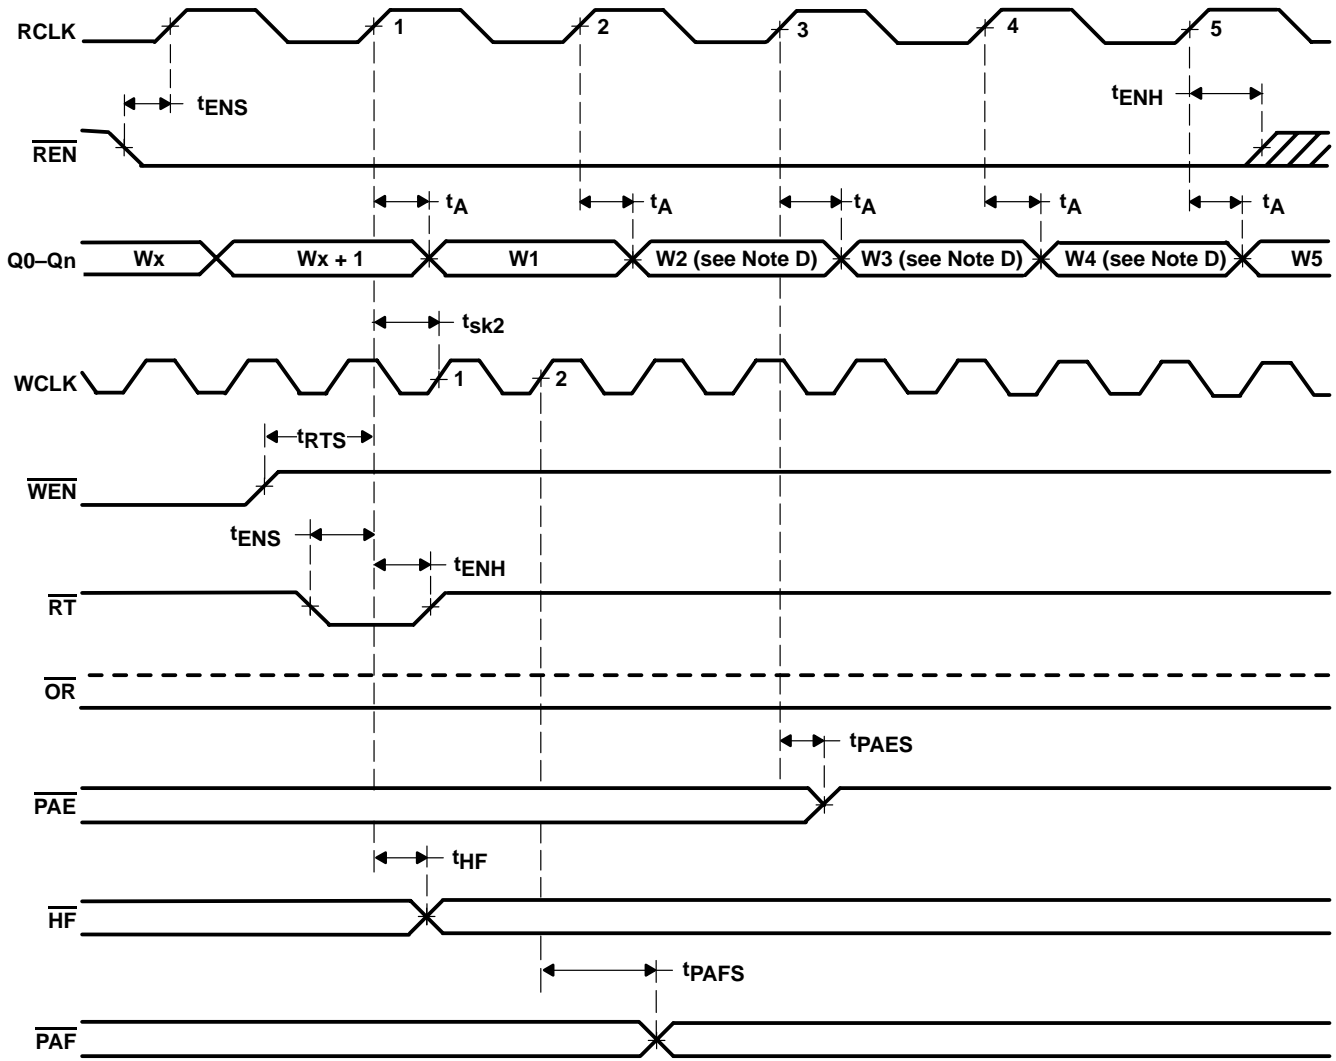 RCLK 1 2 3 4 5
tENS tENH
REN
tA tA tA tA tA
Q0–Qn Wx Wx + 1 W1 W2 (see Note D) W3 (see Note D) W4 (see Note D) W5
tsk2
WCLK 1 2
tRTS
WEN
tENS
tENH
RT
OR
tPAES
PAE
tHF
HF
tPAFS
PAF